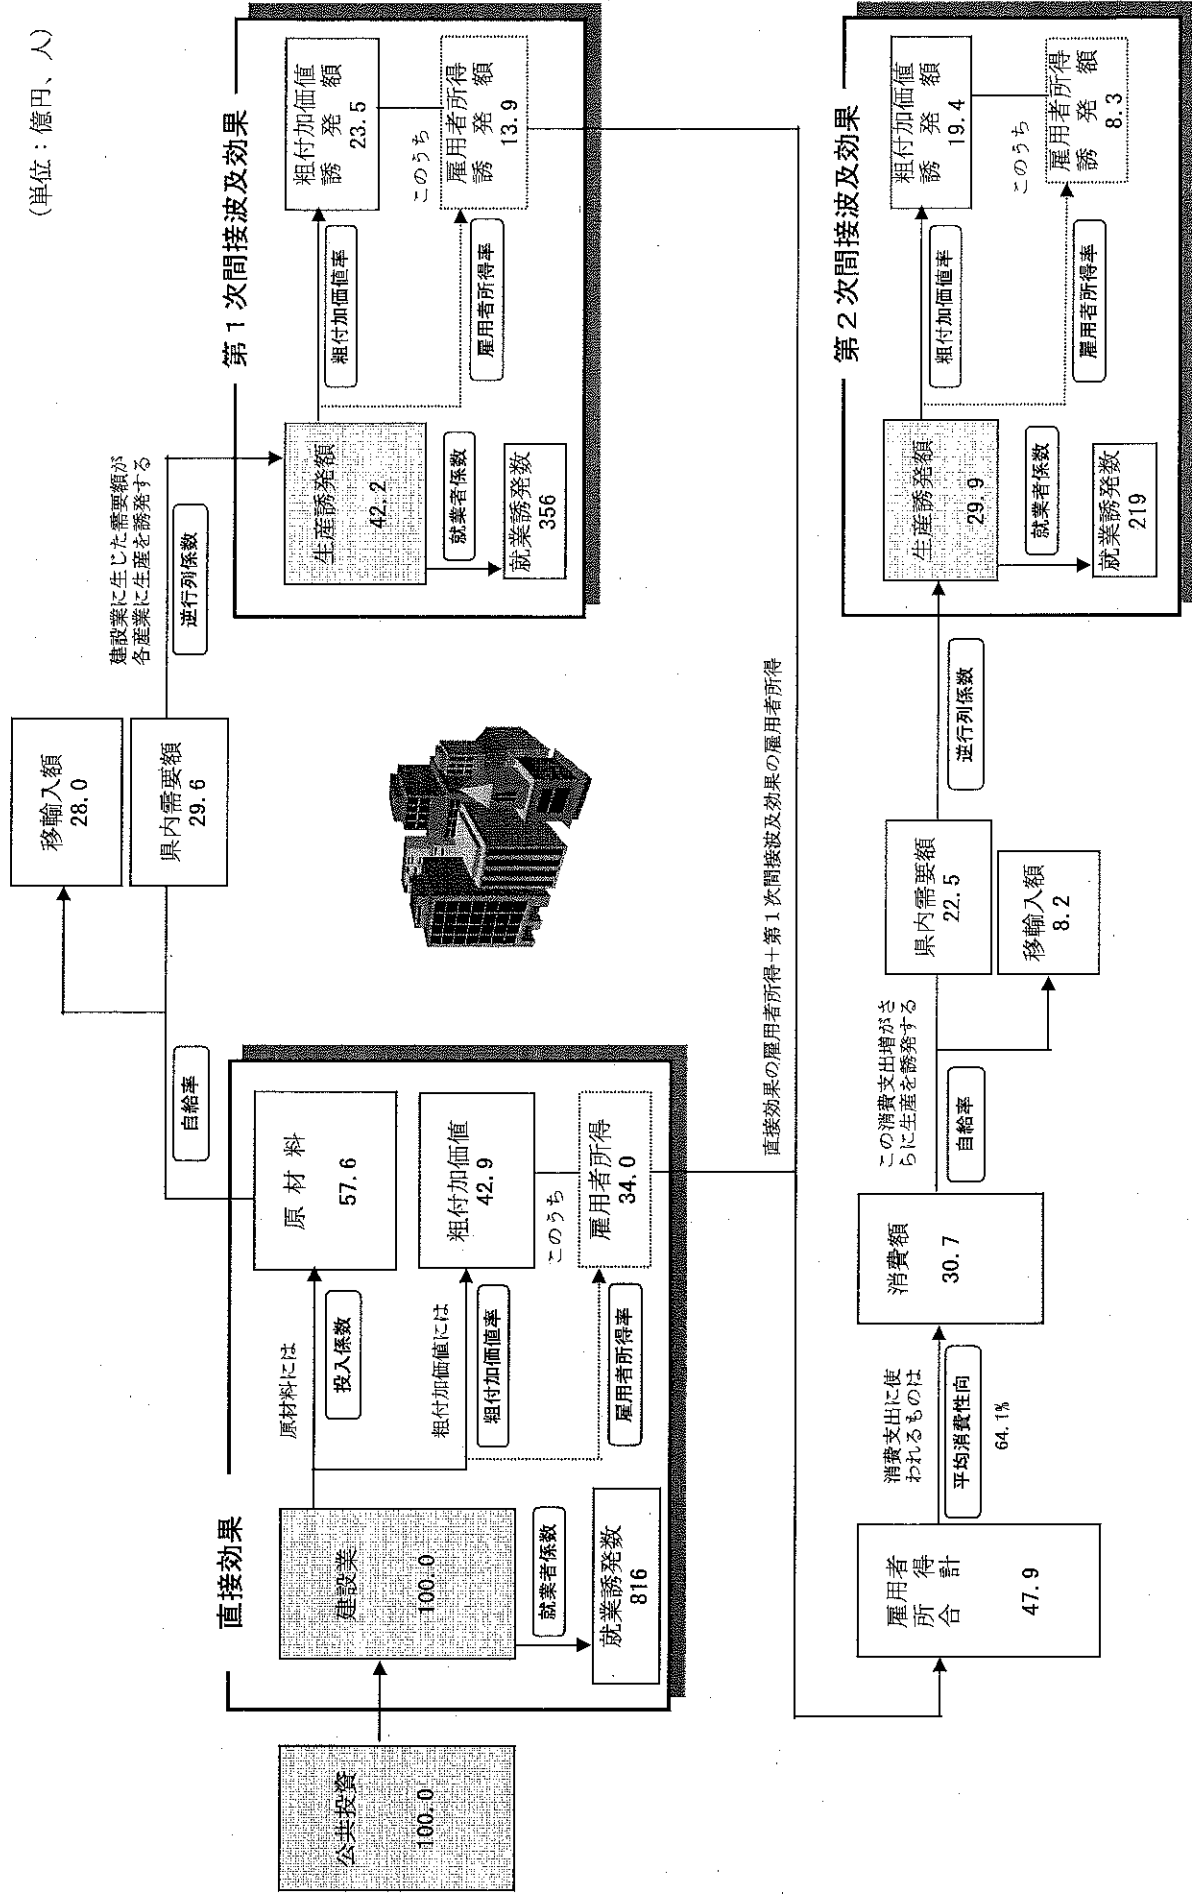 (単位：億円、人)
公共投資
100.0
直接効果
建設業
100.0
就業者係数
就業誘発数
816
原材料には
投入係数
粗付加価値には
粗付加価値率
雇用者所得率
原材料
57.6
粗付加価値
42.9
このうち
雇用者所得
34.0
自給率
移輸入額
28.0
県内需要額
29.6
建設業に生じた需要額が
各産業に生産を誘発する
逆行列係数
第1次間接波及効果
生産誘発額
42.2
就業者係数
就業誘発数
356
粗付加価値率
雇用者所得率
粗付加価値
誘発額
23.5
このうち
雇用者所得
誘発額
13.9
直接効果の雇用者所得＋第1次間接波及効果の雇用者所得
雇用者
所得
合計
47.9
消費支出に使
われるものは
平均消費性向
64.1%
消費額
30.7
この消費支出増がさ
らに生産を誘発する
自給率
県内需要額
22.5
移輸入額
8.2
逆行列係数
第2次間接波及効果
生産誘発額
29.9
就業者係数
就業誘発数
219
粗付加価値率
雇用者所得率
粗付加価値
誘発額
19.4
このうち
雇用者所得
誘発額
8.3